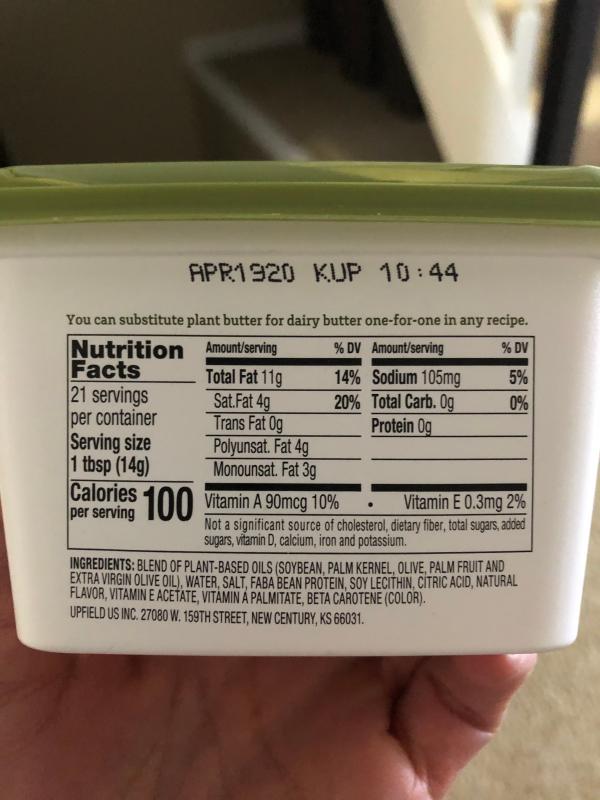 APR1920 KUP 10:44
You can substitute plant butter for dairy butter one-for-one in any recipe.
Nutrition
Facts
21 servings
per container
Serving size
1 tbsp (14g)
Calories 100
per serving
Amount/serving % DV
Total Fat 11g 14%
Sat.Fat 4g 20%
Trans Fat 0g
Polyunsat. Fat 4g
Monounsat. Fat 3g
Amount/serving % DV
Sodium 105mg 5%
Total Carb. 0g 0%
Protein 0g
Vitamin A 90mcg 10% • Vitamin E 0.3mg 2%
Not a significant source of cholesterol, dietary fiber, total sugars, added
sugars, vitamin D, calcium, iron and potassium.
INGREDIENTS: BLEND OF PLANT-BASED OILS (SOYBEAN, PALM KERNEL, OLIVE, PALM FRUIT AND
EXTRA VIRGIN OLIVE OIL), WATER, SALT, FABA BEAN PROTEIN, SOY LECITHIN, CITRIC ACID, NATURAL
FLAVOR, VITAMIN E ACETATE, VITAMIN A PALMITATE, BETA CAROTENE (COLOR).
UPFIELD US INC. 27080 W. 159TH STREET, NEW CENTURY, KS 66031.